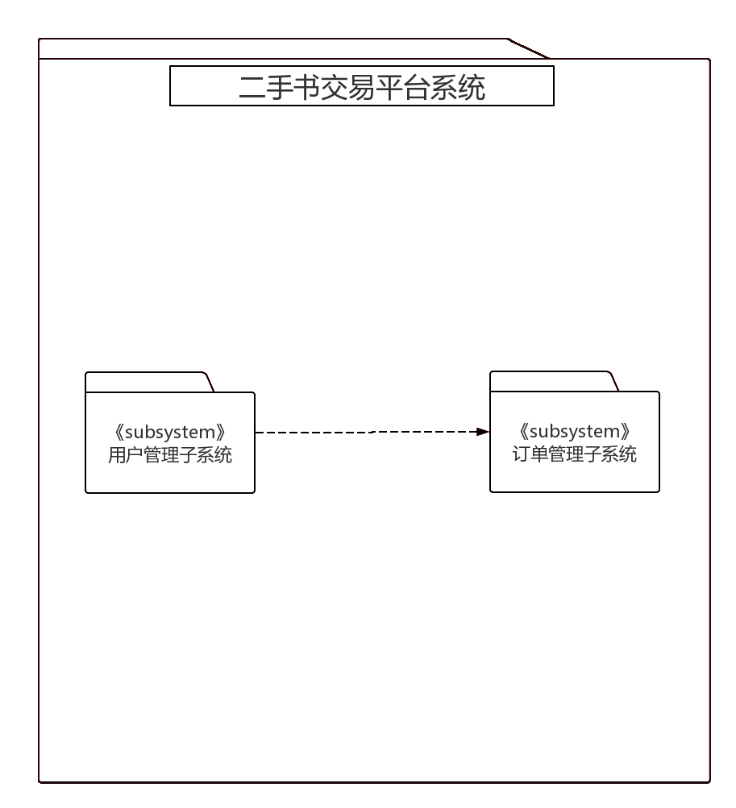 二手书交易平台系统
《subsystem》
用户管理子系统
《subsystem》
订单管理子系统